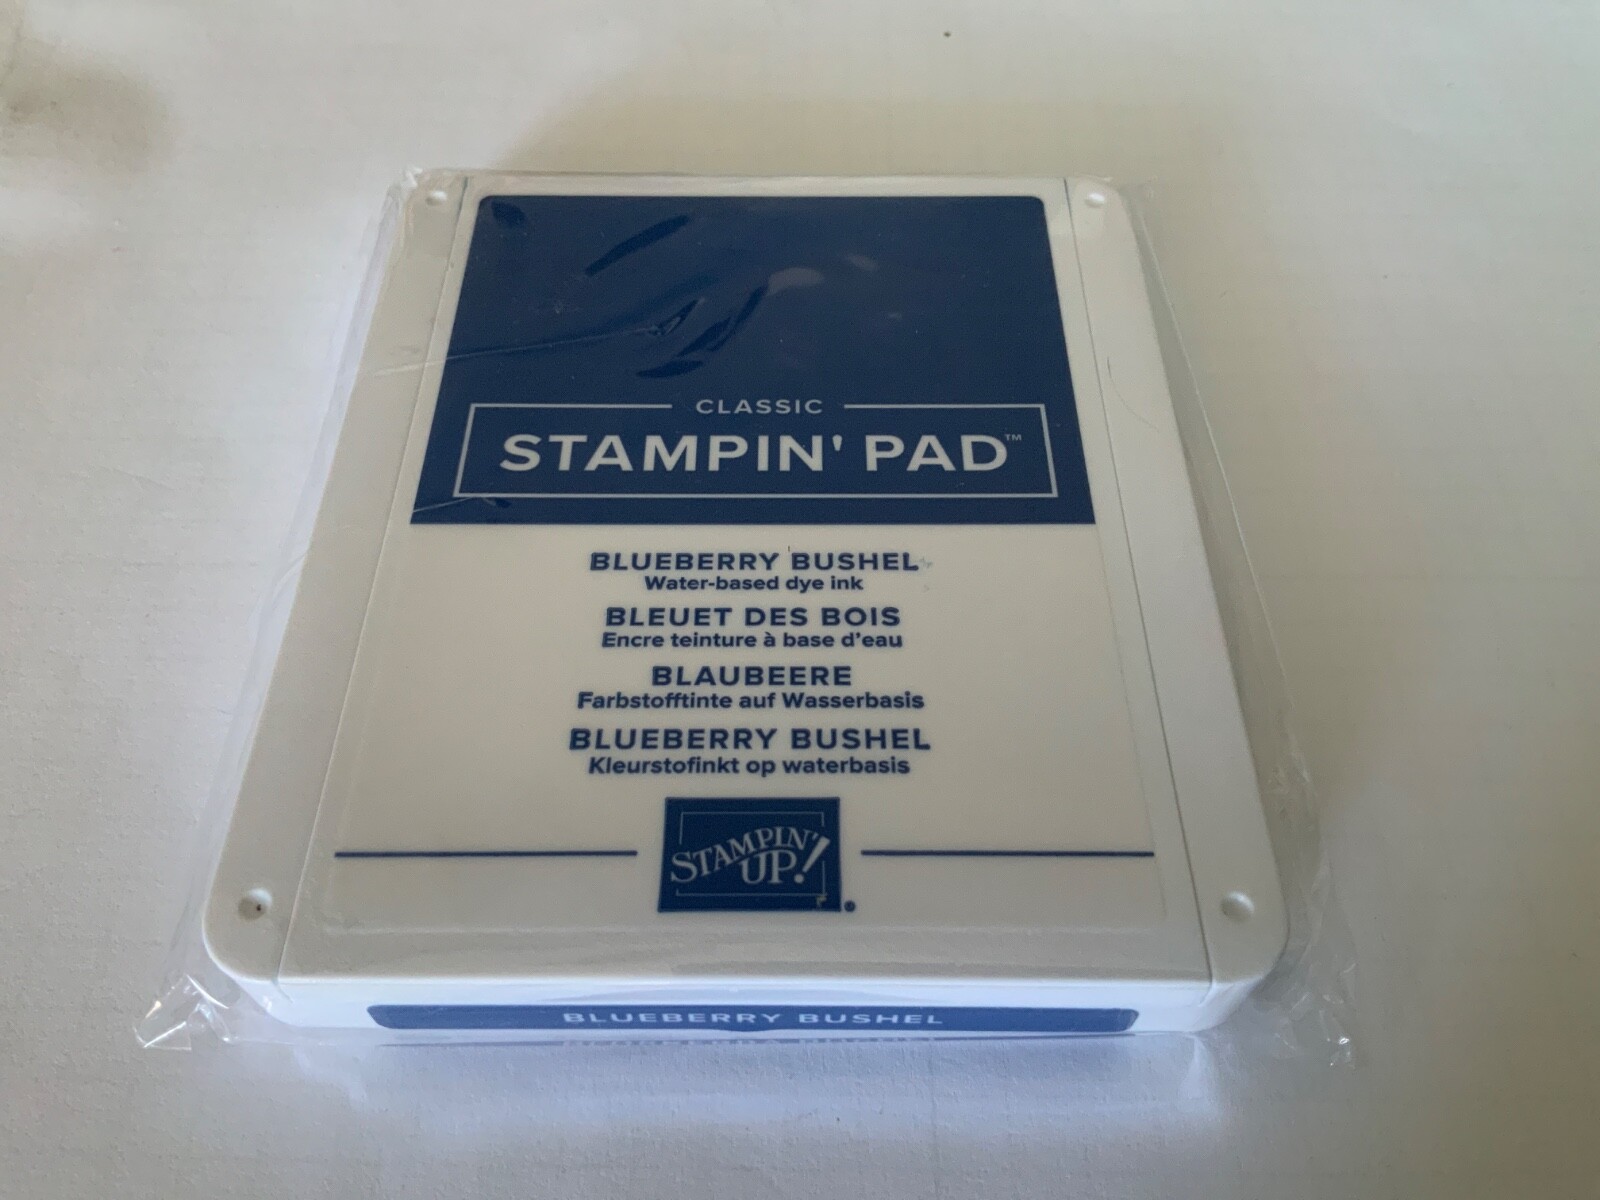 CLASSIC
STAMPIN' PAD™
BLUEBERRY BUSHEL
Water-based dye ink
BLEUET DES BOIS
Encre teinture à base d'eau
BLAUBEERE
Farbstofftinte auf Wasserbasis
BLUEBERRY BUSHEL
Kleurstofinkt op waterbasis
STAMPIN'
UP!®
BLUEBERRY BUSHEL